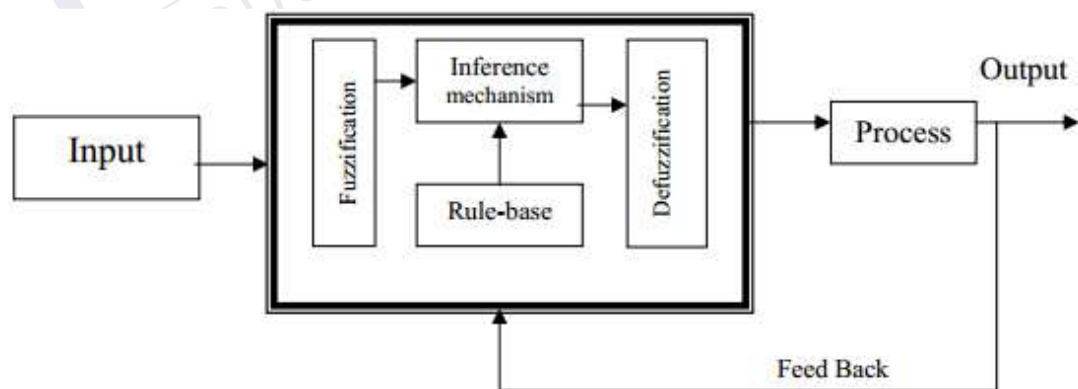 Input
Fuzzification
Inference
mechanism
Rule-base
Defuzzification
Process
Output
Feed Back